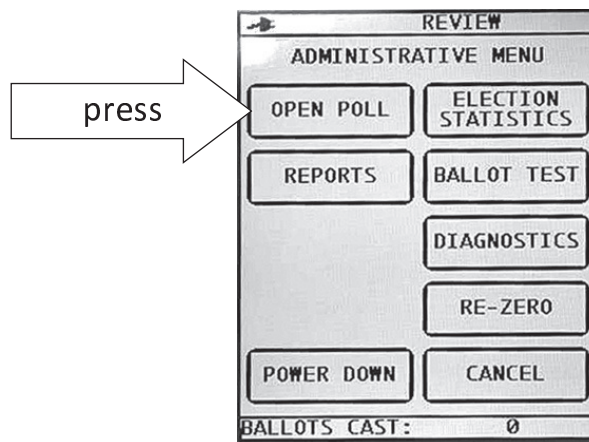 REVIEW
ADMINISTRATIVE MENU
press
OPEN POLL
ELECTION
STATISTICS
REPORTS
BALLOT TEST
DIAGNOSTICS
RE-ZERO
POWER DOWN
CANCEL
BALLOTS CAST: 0